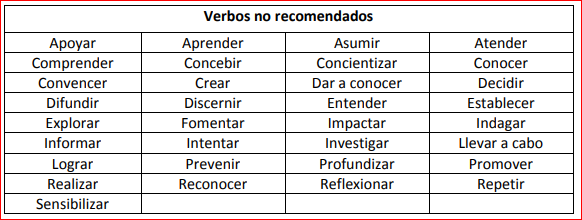 Verbos no recomendados
Apoyar Aprender Asumir Atender
Comprender Concebir Concientizar Conocer
Convencer Crear Dar a conocer Decidir
Difundir Discernir Entender Establecer
Explorar Fomentar Impactar Indagar
Informar Intentar Investigar Llevar a cabo
Lograr Prevenir Profundizar Promover
Realizar Reconocer Reflexionar Repetir
Sensibilizar